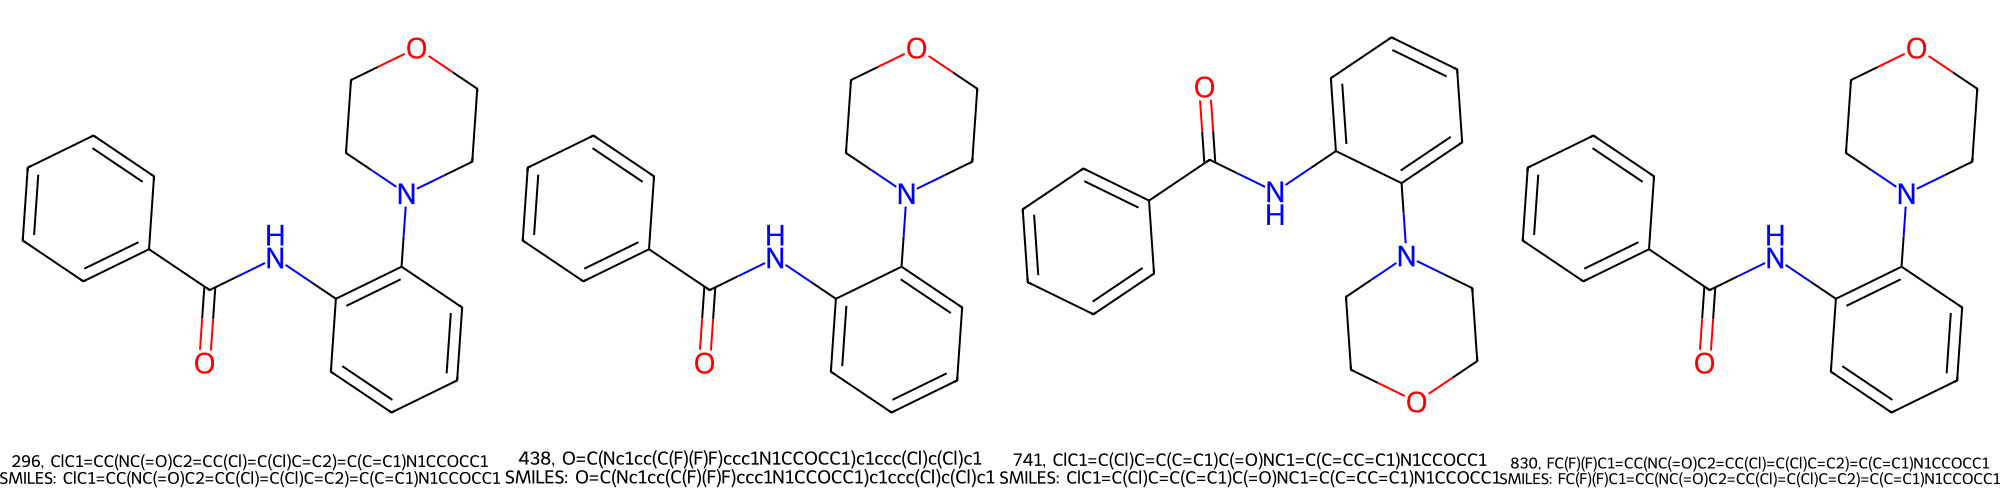 O
N
H
N
O
O
N
H
N
O
O
N
H
N
O
O
N
H
N
O
296, ClC1=CC(NC(=O)C2=CC(Cl)=C(Cl)C=C2)=C(C=C1)N1CCOCC1
SMILES: ClC1=CC(NC(=O)C2=CC(Cl)=C(Cl)C=C2)=C(C=C1)N1CCOCC1
438, O=C(Nc1cc(C(F)(F)F)ccc1N1CCOCC1)c1ccc(Cl)c(Cl)c1
SMILES: O=C(Nc1cc(C(F)(F)F)ccc1N1CCOCC1)c1ccc(Cl)c(Cl)c1
741, ClC1=C(Cl)C=C(C=C1)C(=O)NC1=C(C=CC=C1)N1CCOCC1
SMILES: ClC1=C(Cl)C=C(C=C1)C(=O)NC1=C(C=CC=C1)N1CCOCC1
830, FC(F)(F)C1=CC(NC(=O)C2=CC(Cl)=C(Cl)C=C2)=C(C=C1)N1CCOCC1
SMILES: FC(F)(F)C1=CC(NC(=O)C2=CC(Cl)=C(Cl)C=C2)=C(C=C1)N1CCOCC1